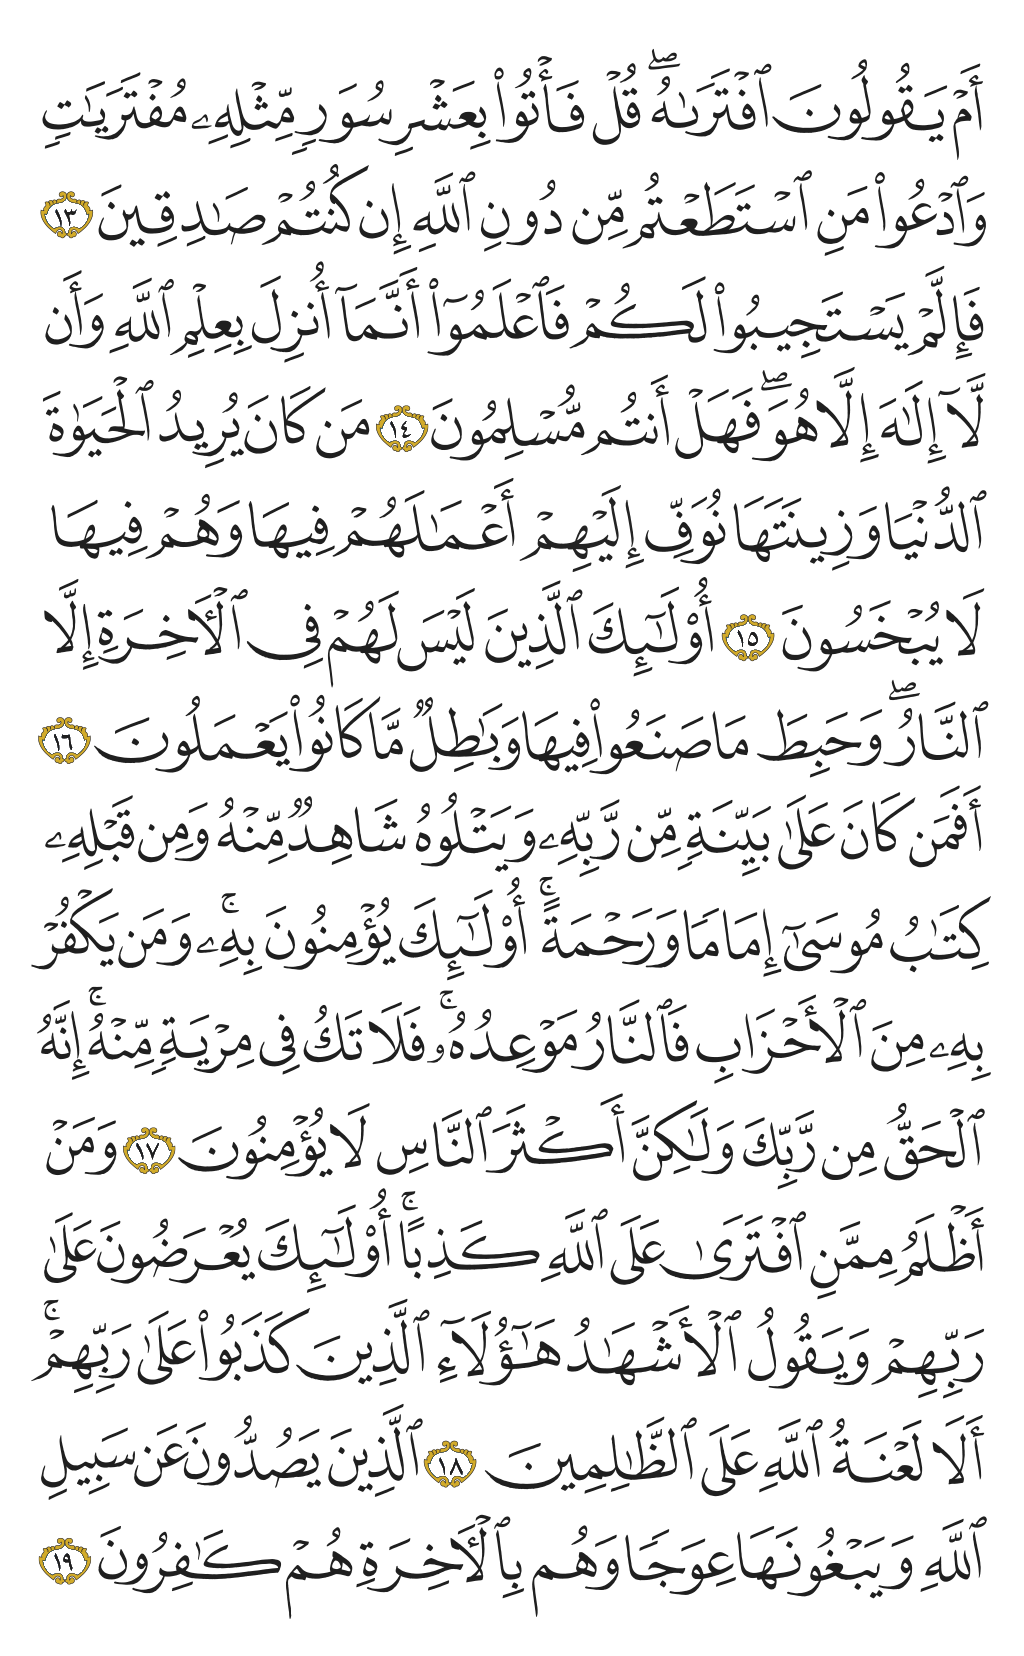 أَمۡ يَقُولُونَ ٱفۡتَرَىٰهُۖ قُلۡ فَأۡتُواْ بِعَشۡرِ سُوَرٖ مِّثۡلِهِۦ مُفۡتَرَيَٰتٖ
وَٱدۡعُواْ مَنِ ٱسۡتَطَعۡتُم مِّن دُونِ ٱللَّهِ إِن كُنتُمۡ صَٰدِقِينَ ١٣
فَإِلَّمۡ يَسۡتَجِيبُواْ لَكُمۡ فَٱعۡلَمُوٓاْ أَنَّمَآ أُنزِلَ بِعِلۡمِ ٱللَّهِ وَأَن
لَّآ إِلَٰهَ إِلَّا هُوَۖ فَهَلۡ أَنتُم مُّسۡلِمُونَ ١٤ مَن كَانَ يُرِيدُ ٱلۡحَيَوٰةَ
ٱلدُّنۡيَا وَزِينَتَهَا نُوَفِّ إِلَيۡهِمۡ أَعۡمَٰلَهُمۡ فِيهَا وَهُمۡ فِيهَا
لَا يُبۡخَسُونَ ١٥ أُوْلَٰٓئِكَ ٱلَّذِينَ لَيۡسَ لَهُمۡ فِي ٱلۡأٓخِرَةِ إِلَّا
ٱلنَّارُۖ وَحَبِطَ مَا صَنَعُواْ فِيهَا وَبَٰطِلٞ مَّا كَانُواْ يَعۡمَلُونَ ١٦
أَفَمَن كَانَ عَلَىٰ بَيِّنَةٖ مِّن رَّبِّهِۦ وَيَتۡلُوهُ شَاهِدٞ مِّنۡهُ وَمِن قَبۡلِهِۦ
كِتَٰبُ مُوسَىٰٓ إِمَامٗا وَرَحۡمَةًۚ أُوْلَٰٓئِكَ يُؤۡمِنُونَ بِهِۦۚ وَمَن يَكۡفُرۡ
بِهِۦ مِنَ ٱلۡأَحۡزَابِ فَٱلنَّارُ مَوۡعِدُهُۥۚ فَلَا تَكُ فِي مِرۡيَةٖ مِّنۡهُۚ إِنَّهُ
ٱلۡحَقُّ مِن رَّبِّكَ وَلَٰكِنَّ أَكۡثَرَ ٱلنَّاسِ لَا يُؤۡمِنُونَ ١٧ وَمَنۡ
أَظۡلَمُ مِمَّنِ ٱفۡتَرَىٰ عَلَى ٱللَّهِ كَذِبًاۚ أُوْلَٰٓئِكَ يُعۡرَضُونَ عَلَىٰ
رَبِّهِمۡ وَيَقُولُ ٱلۡأَشۡهَٰدُ هَٰٓؤُلَآءِ ٱلَّذِينَ كَذَبُواْ عَلَىٰ رَبِّهِمۡۚ
أَلَا لَعۡنَةُ ٱللَّهِ عَلَى ٱلظَّٰلِمِينَ ١٨ ٱلَّذِينَ يَصُدُّونَ عَن سَبِيلِ
ٱللَّهِ وَيَبۡغُونَهَا عِوَجٗا وَهُم بِٱلۡأٓخِرَةِ هُمۡ كَٰفِرُونَ ١٩